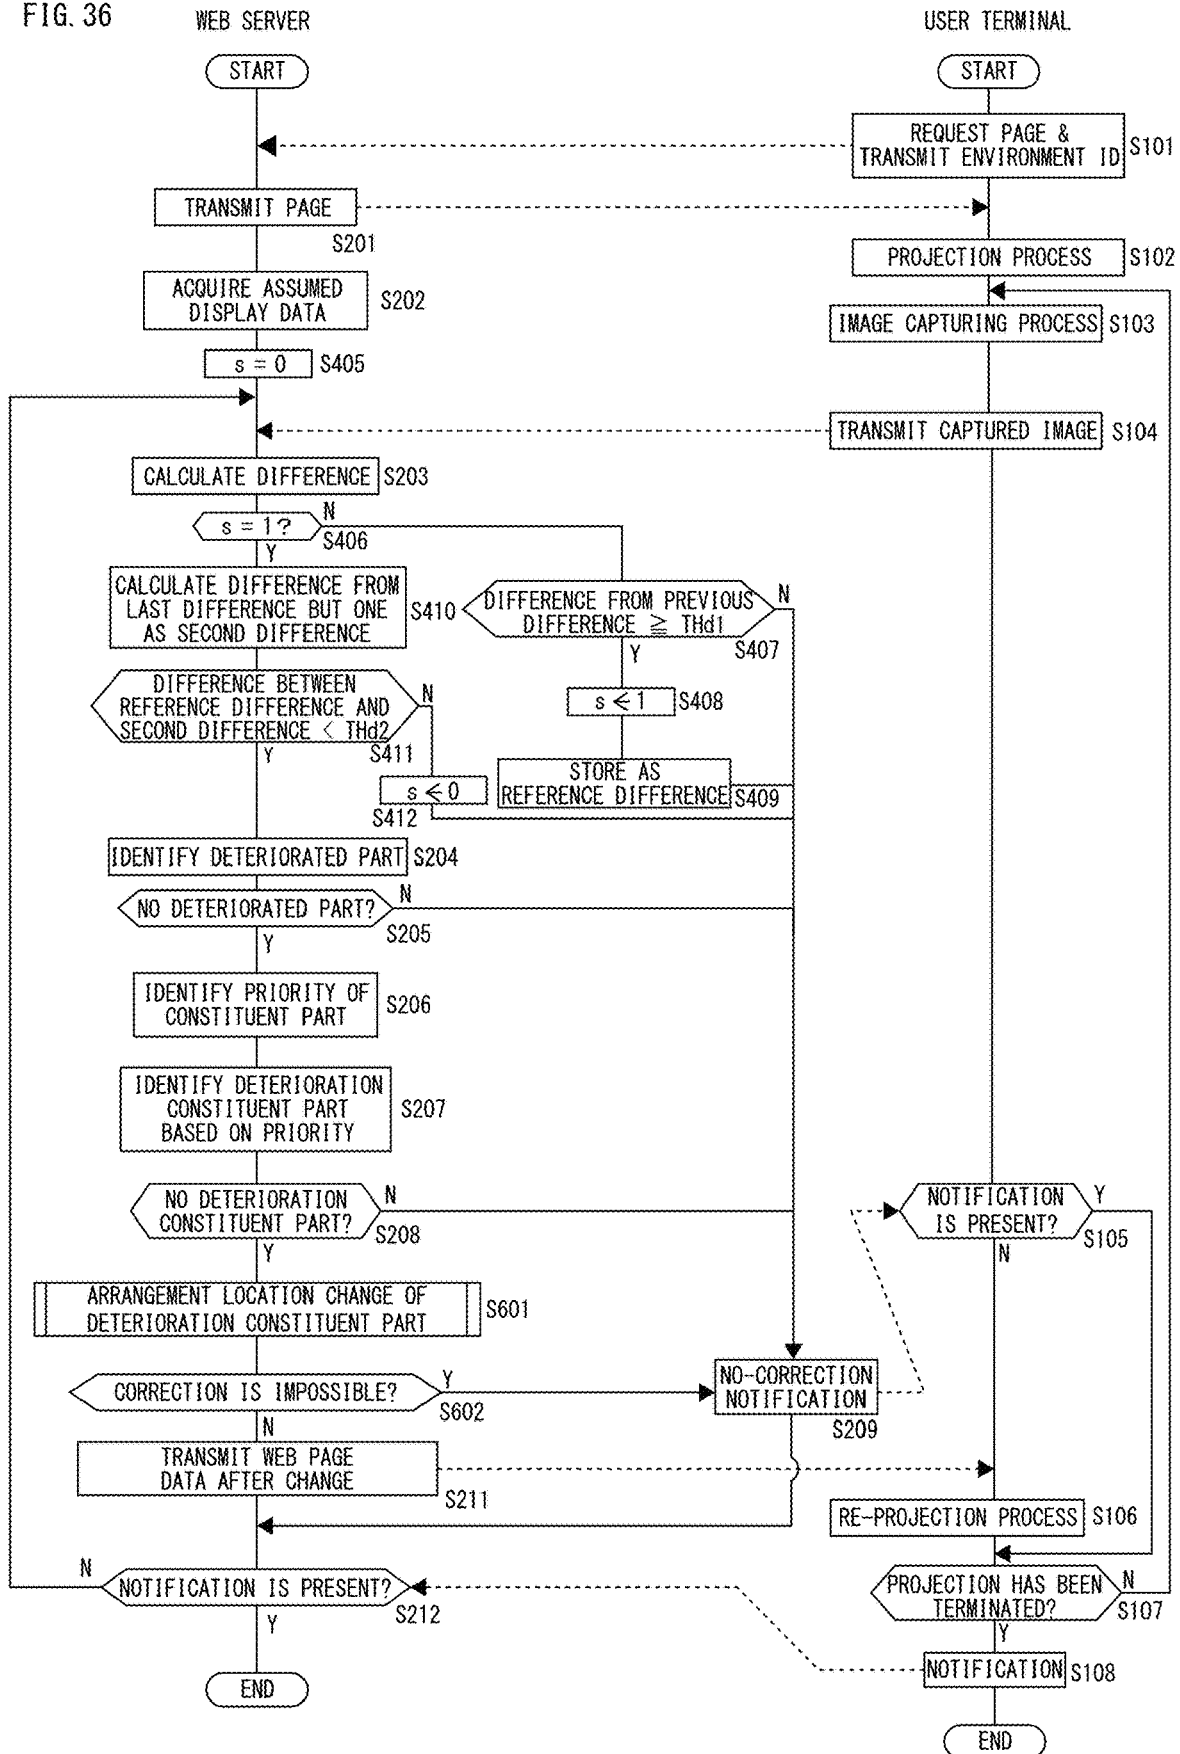 FIG. 36
WEB SERVER
USER TERMINAL
START
START
REQUEST PAGE &
TRANSMIT ENVIRONMENT ID
S101
TRANSMIT PAGE
S201
PROJECTION PROCESS
S102
ACQUIRE ASSUMED
DISPLAY DATA
S202
IMAGE CAPTURING PROCESS
S103
s = 0
S405
TRANSMIT CAPTURED IMAGE
S104
CALCULATE DIFFERENCE
S203
s = 1?
N
S406
Y
CALCULATE DIFFERENCE FROM
LAST DIFFERENCE BUT ONE
AS SECOND DIFFERENCE
S410
DIFFERENCE FROM PREVIOUS
DIFFERENCE ≧ THd1
N
S407
Y
DIFFERENCE BETWEEN
REFERENCE DIFFERENCE AND
SECOND DIFFERENCE < THd2
N
S411
Y
s ← 1
S408
STORE AS
REFERENCE DIFFERENCE
S409
s ← 0
S412
IDENTIFY DETERIORATED PART
S204
NO DETERIORATED PART?
N
S205
Y
IDENTIFY PRIORITY OF
CONSTITUENT PART
S206
IDENTIFY DETERIORATION
CONSTITUENT PART
BASED ON PRIORITY
S207
NO DETERIORATION
CONSTITUENT PART?
N
S208
Y
NOTIFICATION
IS PRESENT?
Y
S105
N
ARRANGEMENT LOCATION CHANGE OF
DETERIORATION CONSTITUENT PART
S601
CORRECTION IS IMPOSSIBLE?
Y
S602
N
NO-CORRECTION
NOTIFICATION
S209
TRANSMIT WEB PAGE
DATA AFTER CHANGE
S211
RE-PROJECTION PROCESS
S106
NOTIFICATION IS PRESENT?
N
S212
Y
PROJECTION HAS BEEN
TERMINATED?
N
S107
Y
NOTIFICATION
S108
END
END